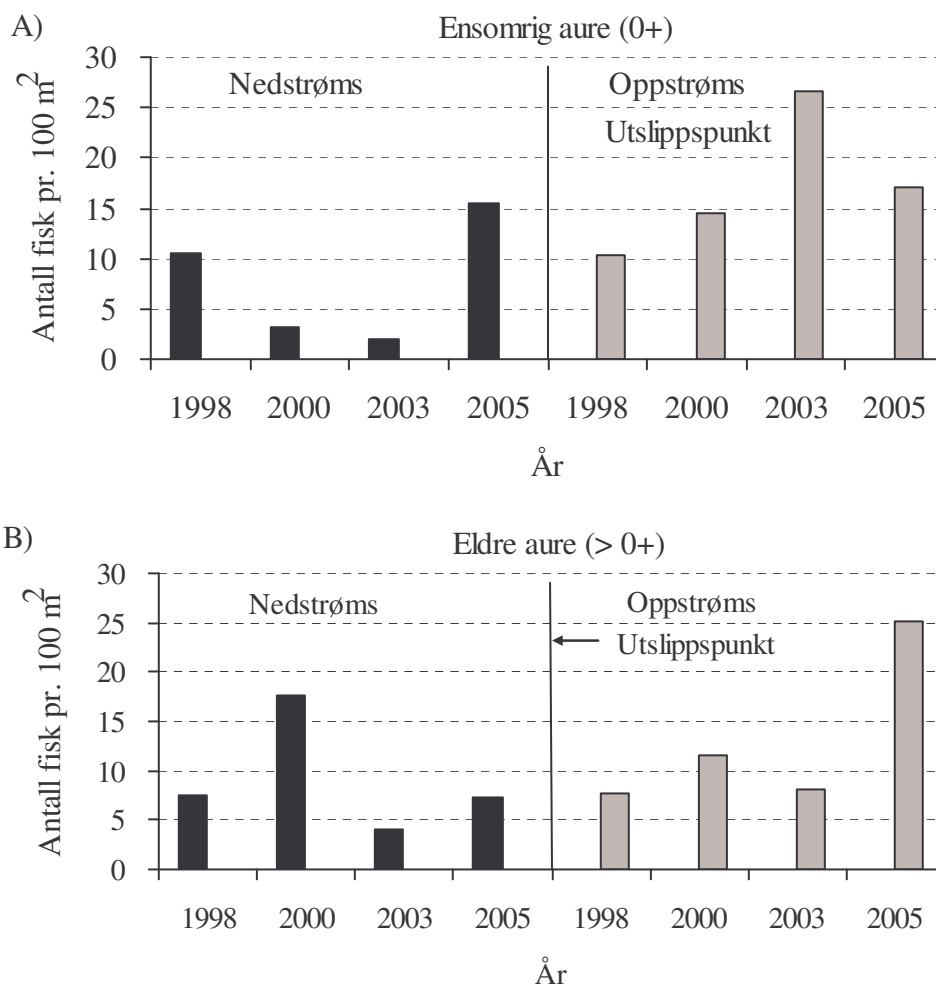 A)
Ensomrig aure (0+)
Antall fisk pr. 100 m²
30
25
20
15
10
5
0
Nedstrøms
Oppstrøms
Utslippspunkt
1998 2000 2003 2005 1998 2000 2003 2005
År
B)
Eldre aure (> 0+)
Antall fisk pr. 100 m²
30
25
20
15
10
5
0
Nedstrøms
Oppstrøms
Utslippspunkt
1998 2000 2003 2005 1998 2000 2003 2005
År